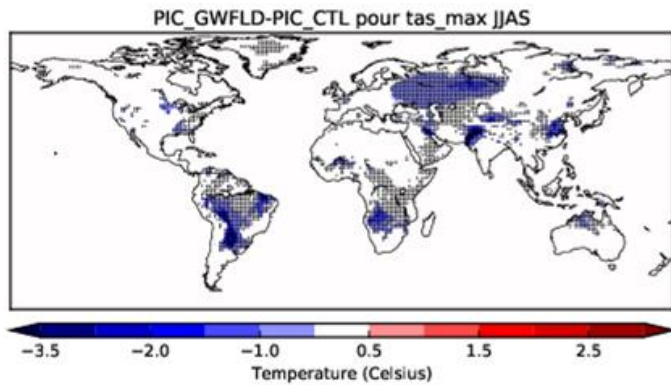 PIC_GWFLD-PIC_CTL pour tas_max JJAS
−3.5 −2.0 −1.0 0.5 1.5 2.5
Temperature (Celsius)